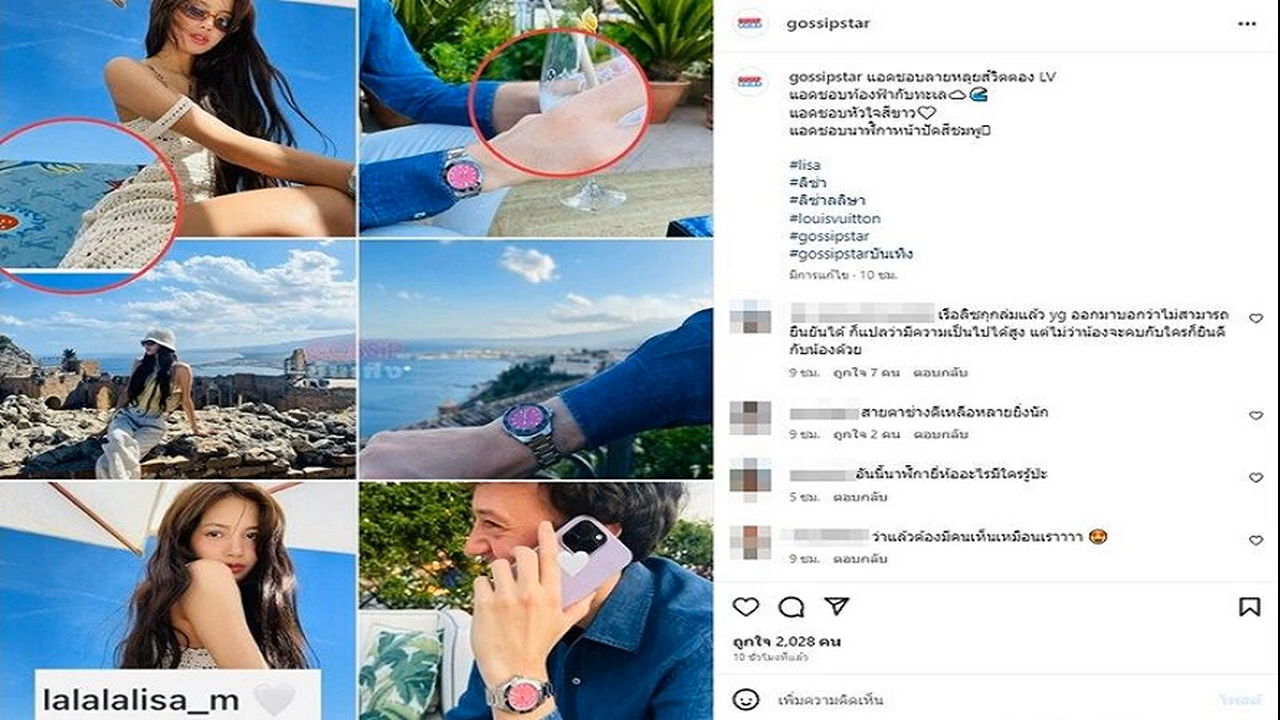 gossipstar
gossipstar แอดชอบลายหลุยส์วิตตอง LV
แอดชอบท้องฟ้ากับทะเล
แอดชอบหัวใจสีขาว
แอดชอบนาฬิกาหน้าปัดสีชมพู
#lisa
#ลิซ่า
#ลิซ่าลลิษา
#louisvuitton
#gossipstar
#gossipstarบันเทิง
มีการแก้ไข · 10 ชม.
เรือลิซกุกล่มแล้ว yg ออกมาบอกว่าไม่สามารถ
ยืนยันได้ ก็แปลว่ามีความเป็นไปได้สูง แต่ไม่ว่าน้องจะคบกับใครก็ยินดี
กับน้องด้วย
9 ชม. ถูกใจ 7 คน ตอบกลับ
สายตาช่างดีเหลือหลายยิ่งนัก
9 ชม. ถูกใจ 2 คน ตอบกลับ
อันนี้นาฬิกายี่ห้ออะไรมีใครรู้ปะ
5 ชม. ตอบกลับ
ว่าแล้วต้องมีคนเห็นเหมือนเราาาา
9 ชม. ตอบกลับ
ถูกใจ 2,028 คน
10 ชั่วโมงที่แล้ว
เพิ่มความคิดเห็น
โพสต์
lalalalisa_m
GOSSIP